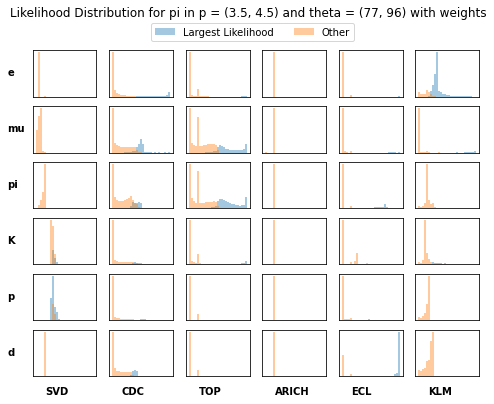 Likelihood Distribution for pi in p = (3.5, 4.5) and theta = (77, 96) with weights
Largest Likelihood Other
e
mu
pi
K
p
d
SVD CDC TOP ARICH ECL KLM